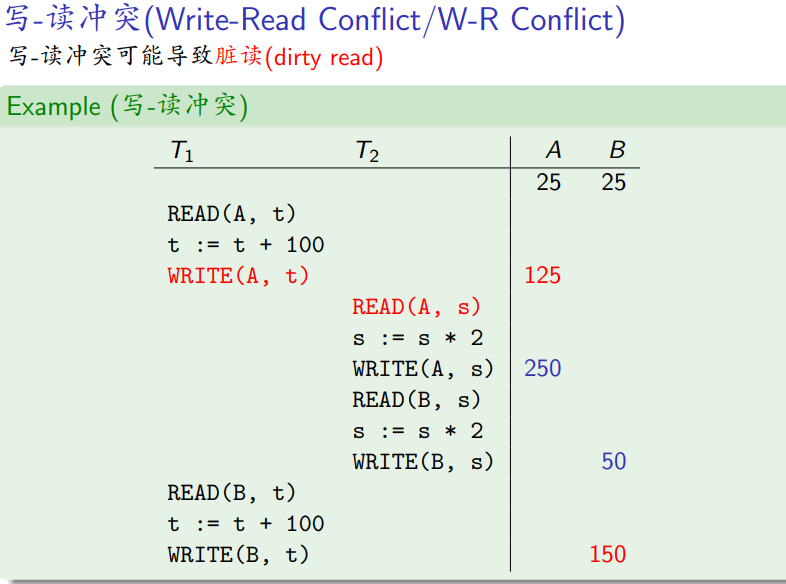 写-读冲突(Write-Read Conflict/W-R Conflict)
写-读冲突可能导致脏读(dirty read)
Example (写-读冲突)
T1 T2 A B
25 25
READ(A, t)
t := t + 100
WRITE(A, t) 125
READ(A, s)
s := s * 2
WRITE(A, s) 250
READ(B, s)
s := s * 2
WRITE(B, s) 50
READ(B, t)
t := t + 100
WRITE(B, t) 150